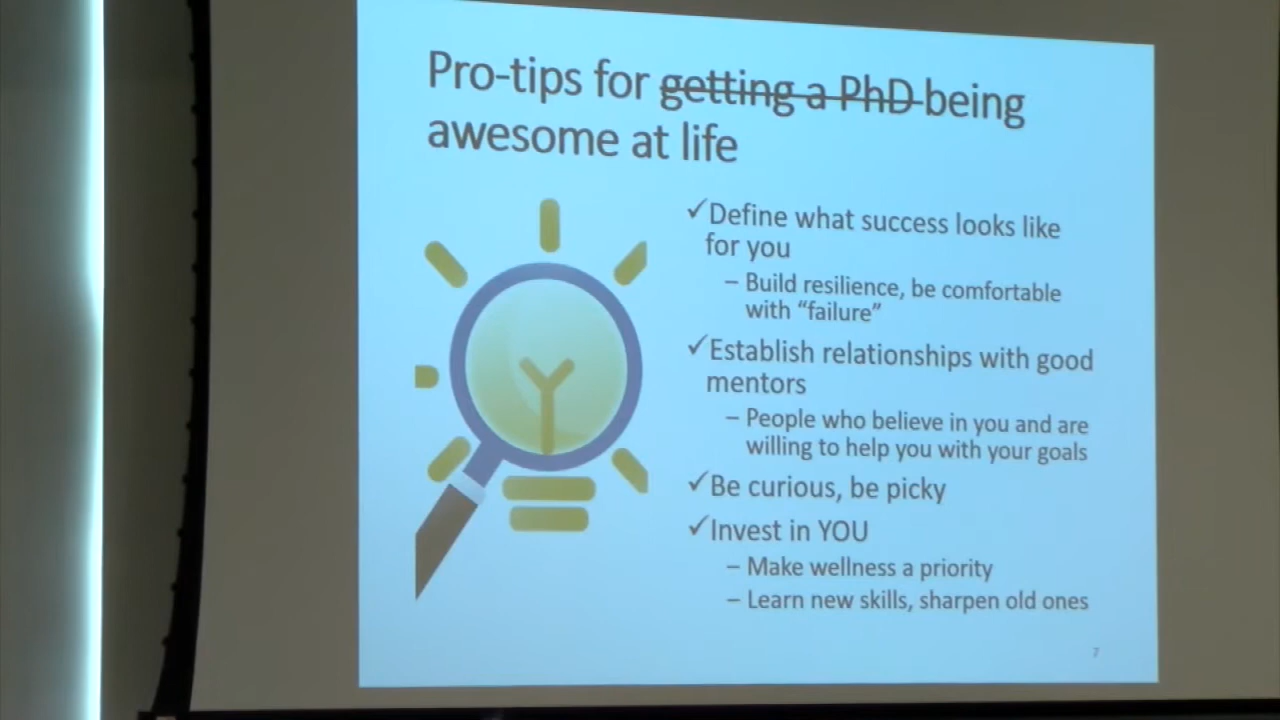 Pro-tips for getting a PhD being
awesome at life
✓Define what success looks like
for you
– Build resilience, be comfortable
with “failure”
✓Establish relationships with good
mentors
– People who believe in you and are
willing to help you with your goals
✓Be curious, be picky
✓Invest in YOU
– Make wellness a priority
– Learn new skills, sharpen old ones
7